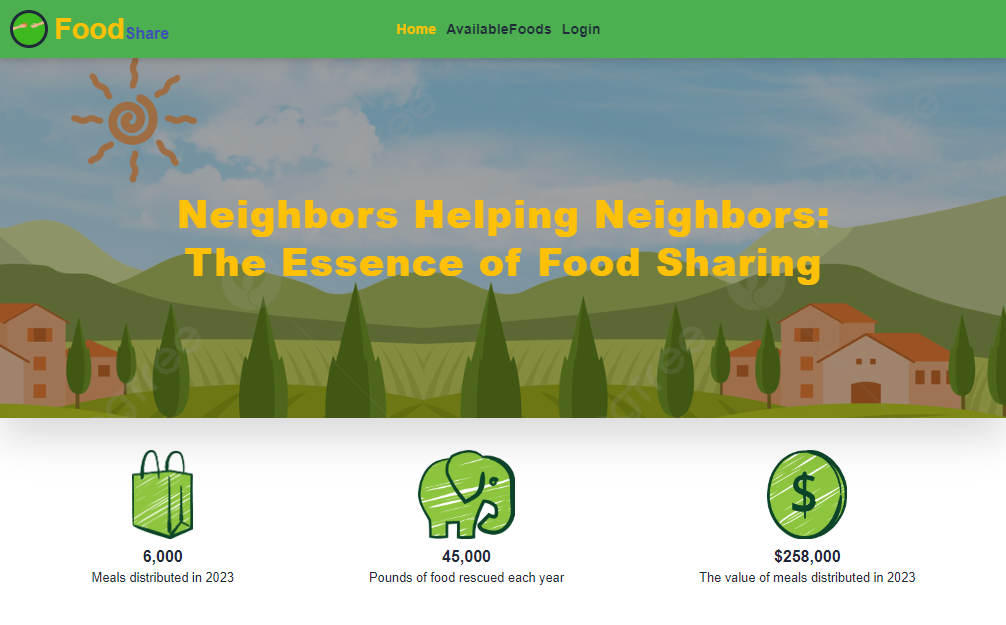 FoodShare
Home AvailableFoods Login
Neighbors Helping Neighbors:
The Essence of Food Sharing
6,000
Meals distributed in 2023
45,000
Pounds of food rescued each year
$258,000
The value of meals distributed in 2023